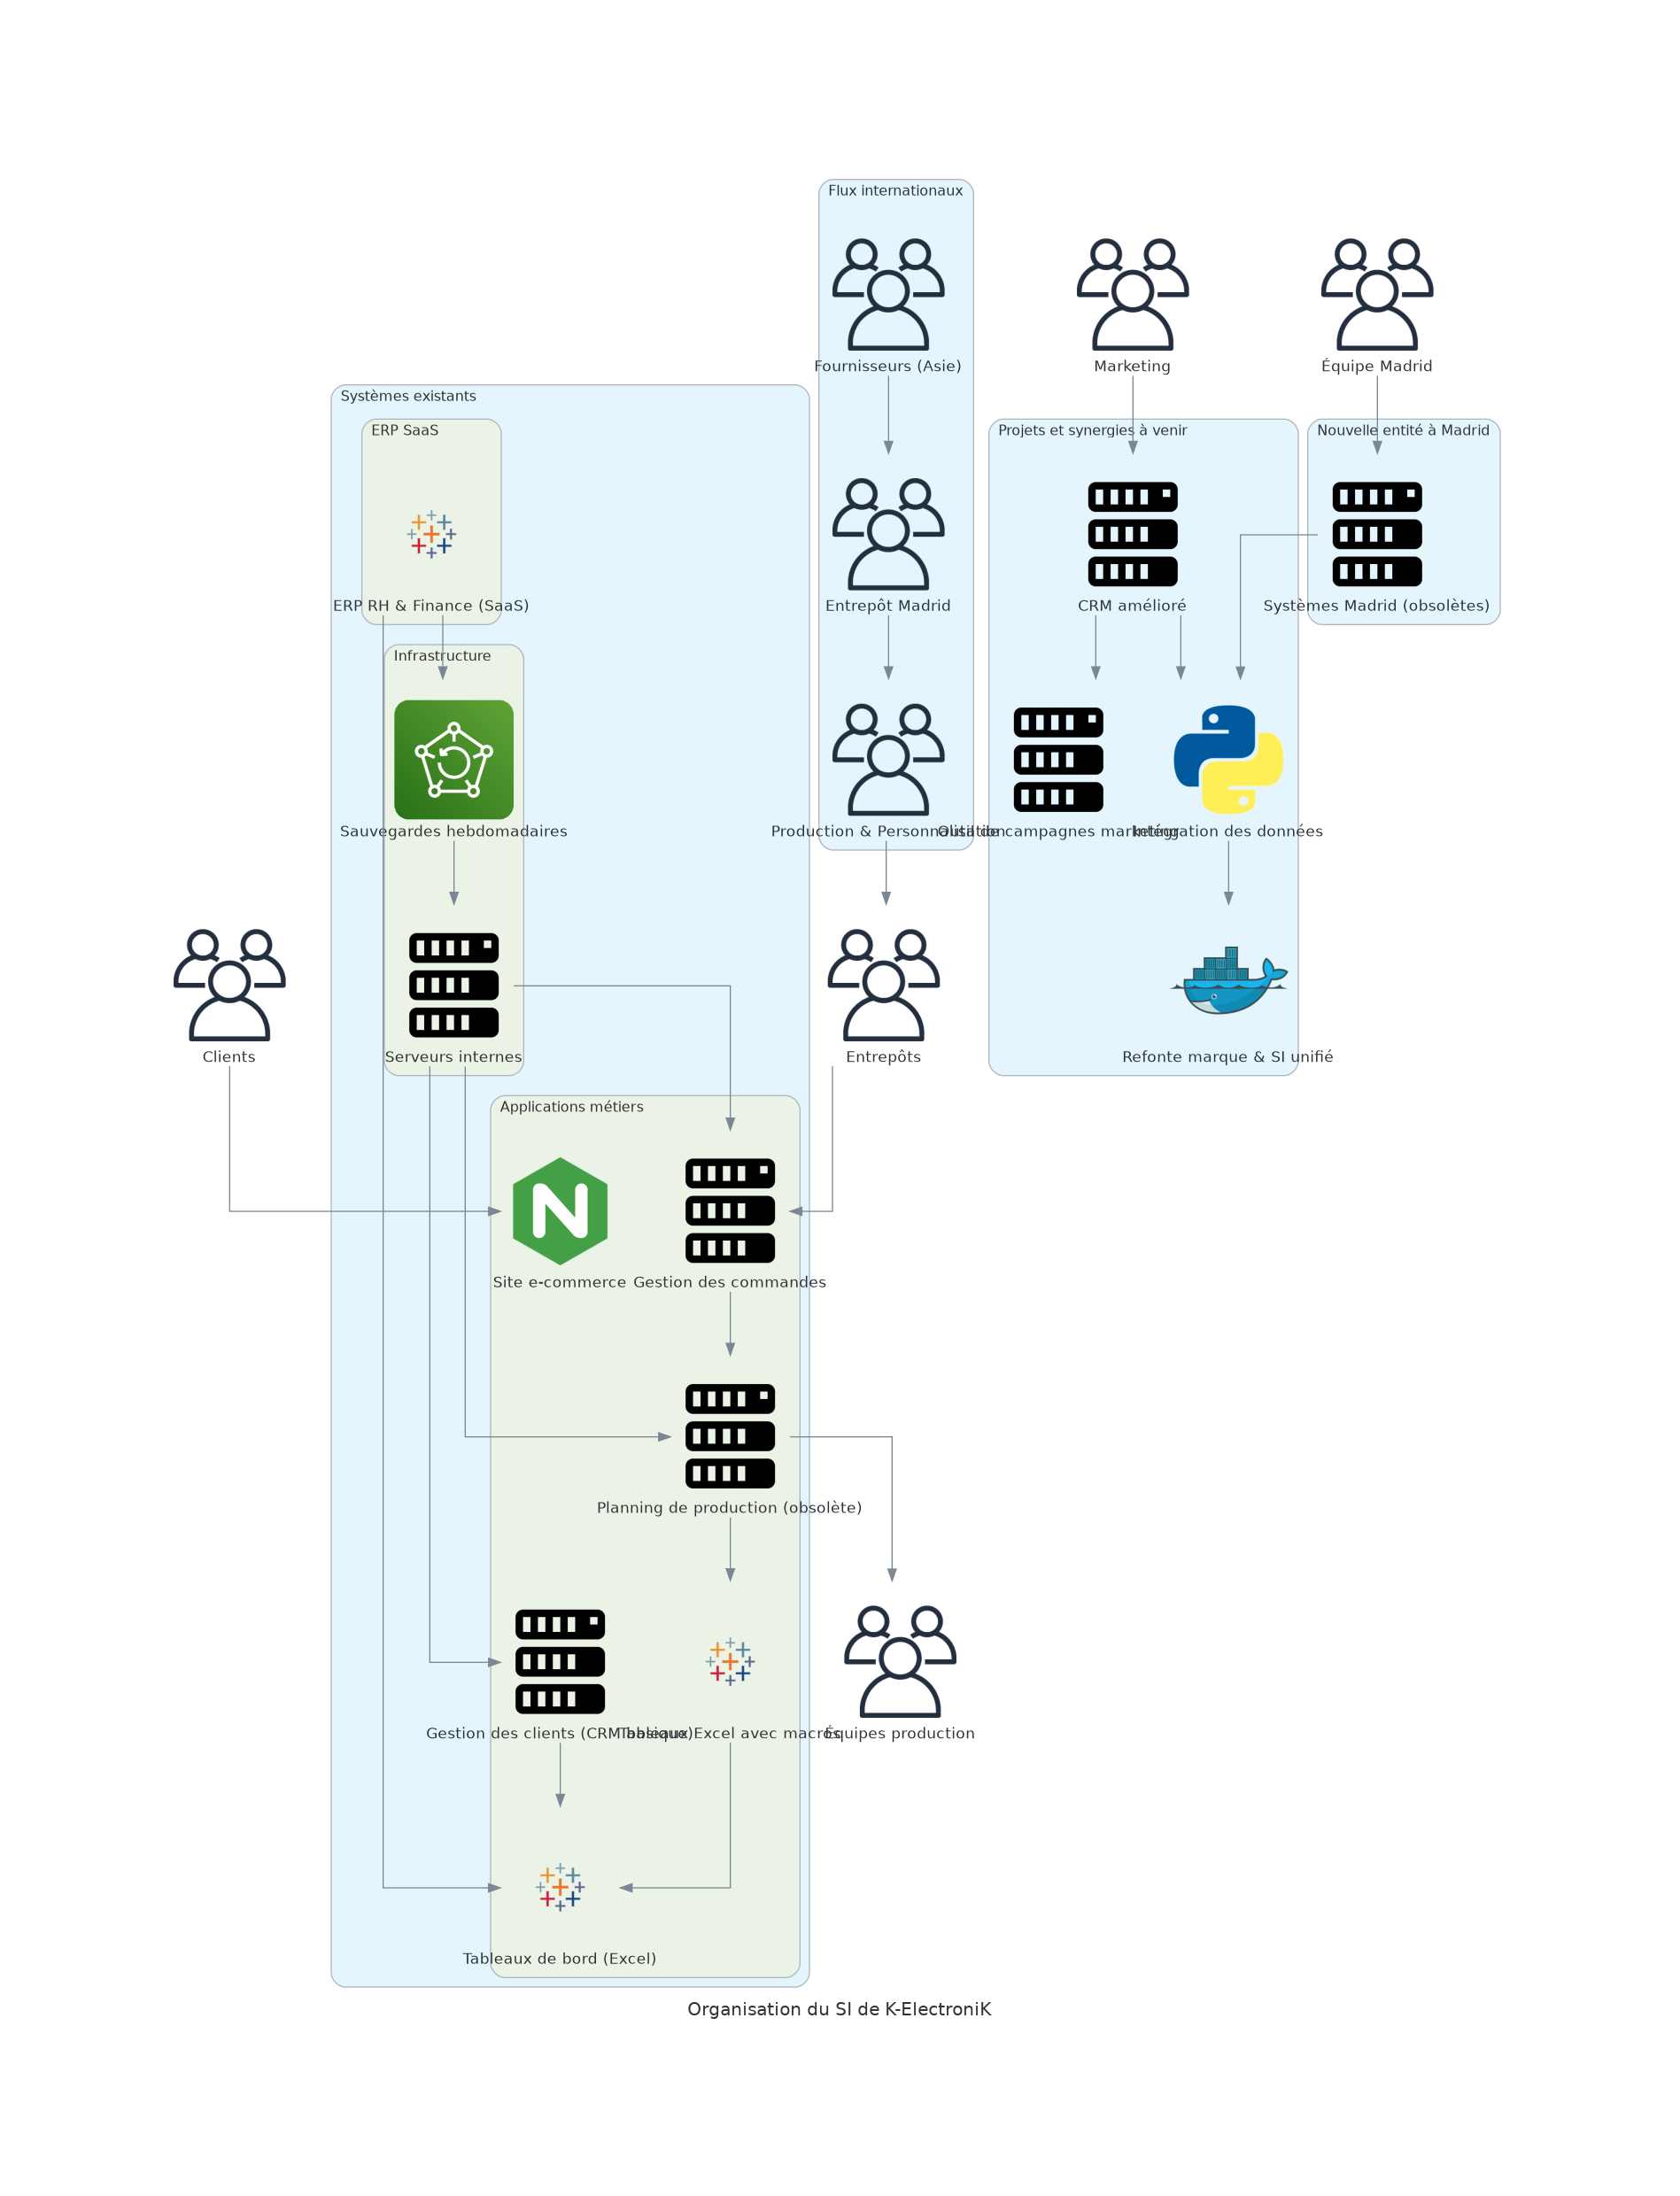 Flux internationaux
Fournisseurs (Asie)
Marketing
Équipe Madrid
Systèmes existants
ERP SaaS
Projets et synergies à venir
Nouvelle entité à Madrid
ERP RH & Finance (SaaS)
Entrepôt Madrid
CRM amélioré
Systèmes Madrid (obsolètes)
Infrastructure
Sauvegardes hebdomadaires
Production & Personnalisation
Outil de campagnes marketing
Intégration des données
Clients
Serveurs internes
Entrepôts
Refonte marque & SI unifié
Applications métiers
Site e-commerce
Gestion des commandes
Planning de production (obsolète)
Gestion des clients (CRM basique)
Tableaux Excel avec macros
Équipes production
Tableaux de bord (Excel)
Organisation du SI de K-ElectroniK